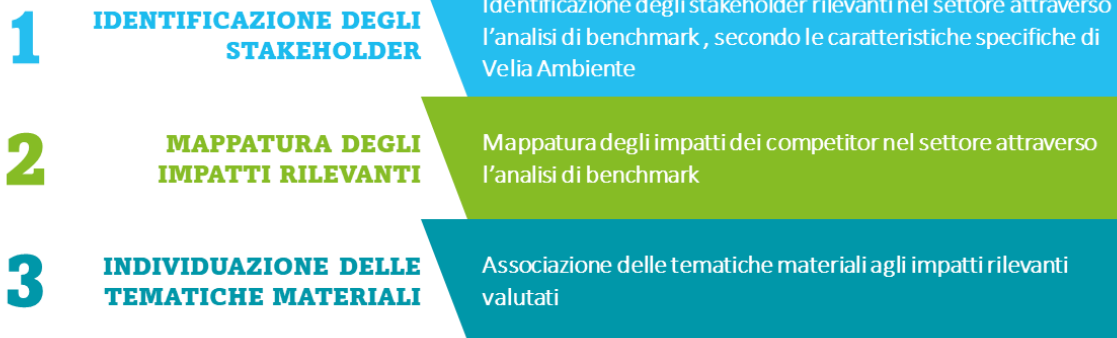 1
IDENTIFICAZIONE DEGLI
STAKEHOLDER
Identificazione degli stakeholder rilevanti nel settore attraverso
l'analisi di benchmark , secondo le caratteristiche specifiche di
Velia Ambiente
2
MAPPATURA DEGLI
IMPATTI RILEVANTI
Mappatura degli impatti dei competitor nel settore attraverso
l'analisi di benchmark
3
INDIVIDUAZIONE DELLE
TEMATICHE MATERIALI
Associazione delle tematiche materiali agli impatti rilevanti
valutati